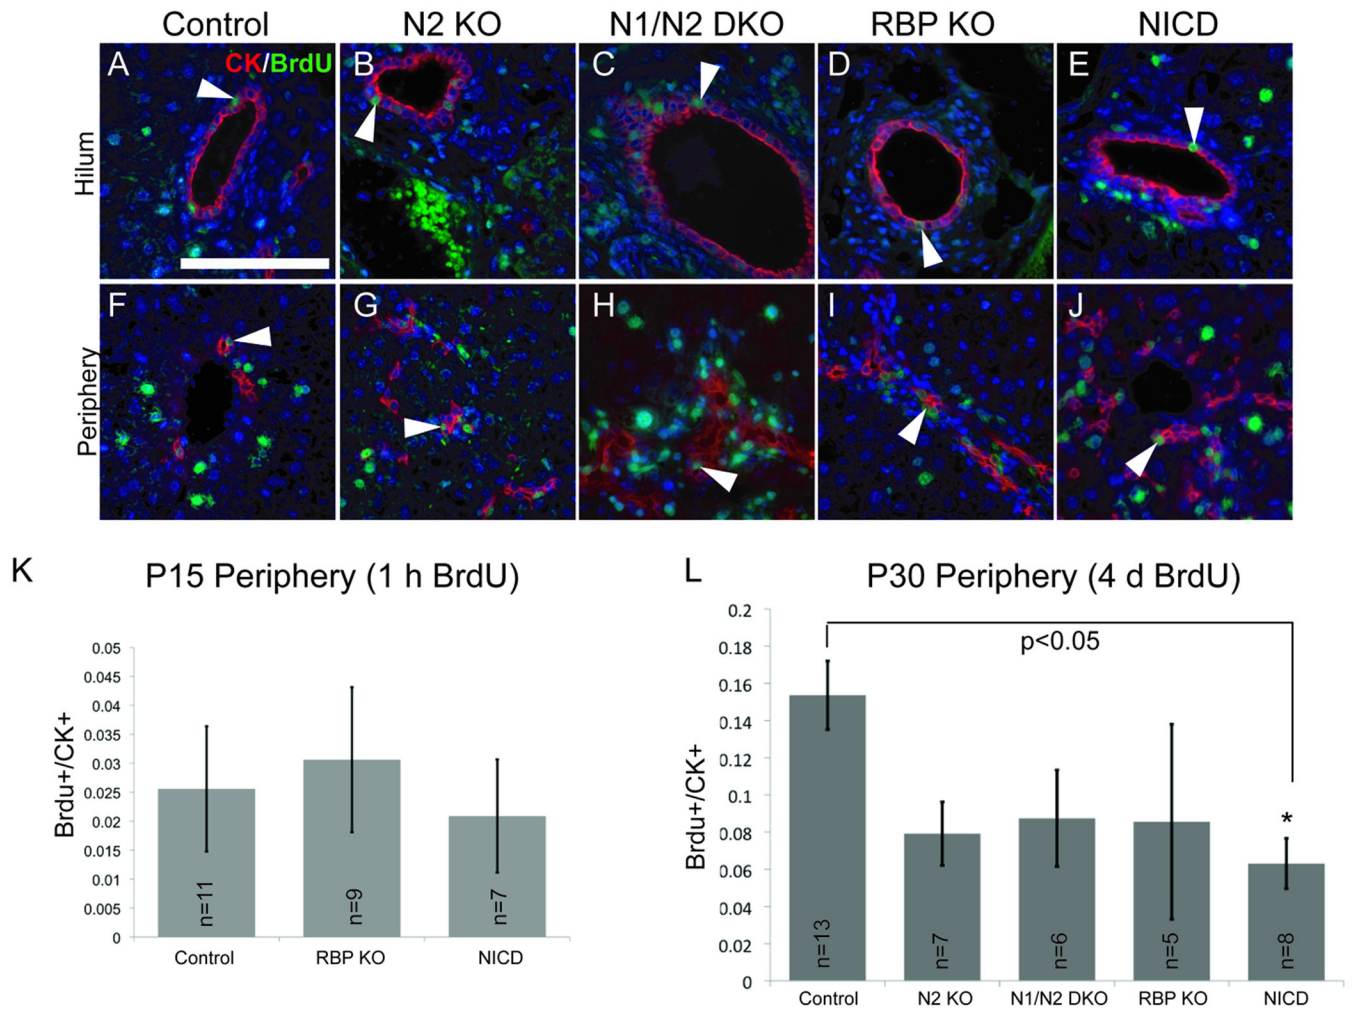 Control N2 KO N1/N2 DKO RBP KO NICD
A CK/BrdU B C D E
Hilum
F G H I J
Periphery
K P15 Periphery (1 h BrdU)
Brdu+/CK+
0.05
0.045
0.04
0.035
0.03
0.025
0.02
0.015
0.01
0.005
0
n=11 n=9 n=7
Control RBP KO NICD
L P30 Periphery (4 d BrdU)
p<0.05
*
Brdu+/CK+
0.2
0.18
0.16
0.14
0.12
0.1
0.08
0.06
0.04
0.02
0
n=13 n=7 n=6 n=5 n=8
Control N2 KO N1/N2 DKO RBP KO NICD